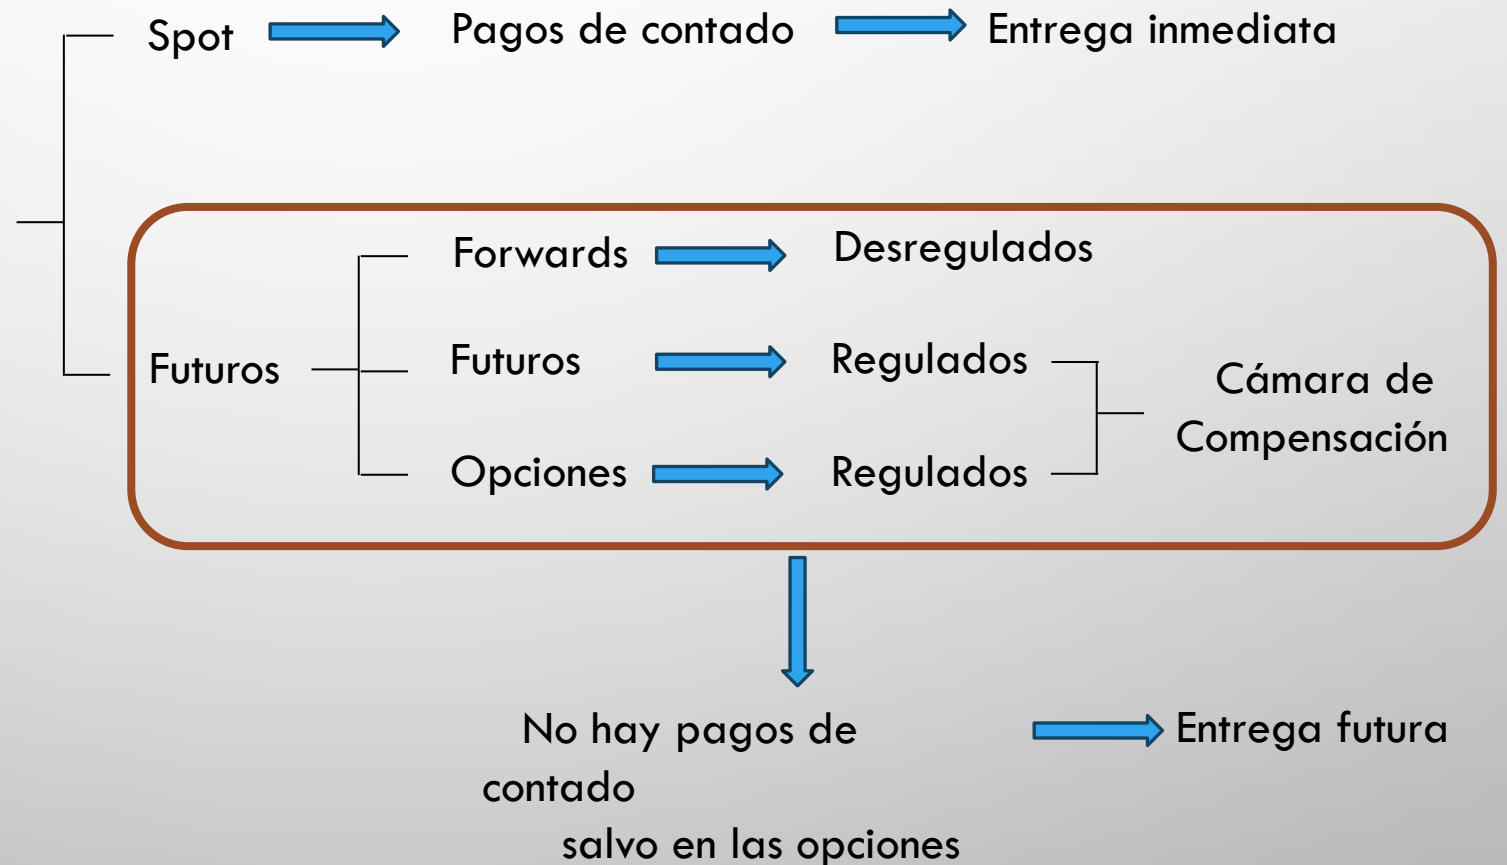 Spot
Pagos de contado
Entrega inmediata
Forwards
Desregulados
Futuros
Futuros
Regulados
Cámara de
Compensación
Opciones
Regulados
No hay pagos de
contado
salvo en las opciones
Entrega futura